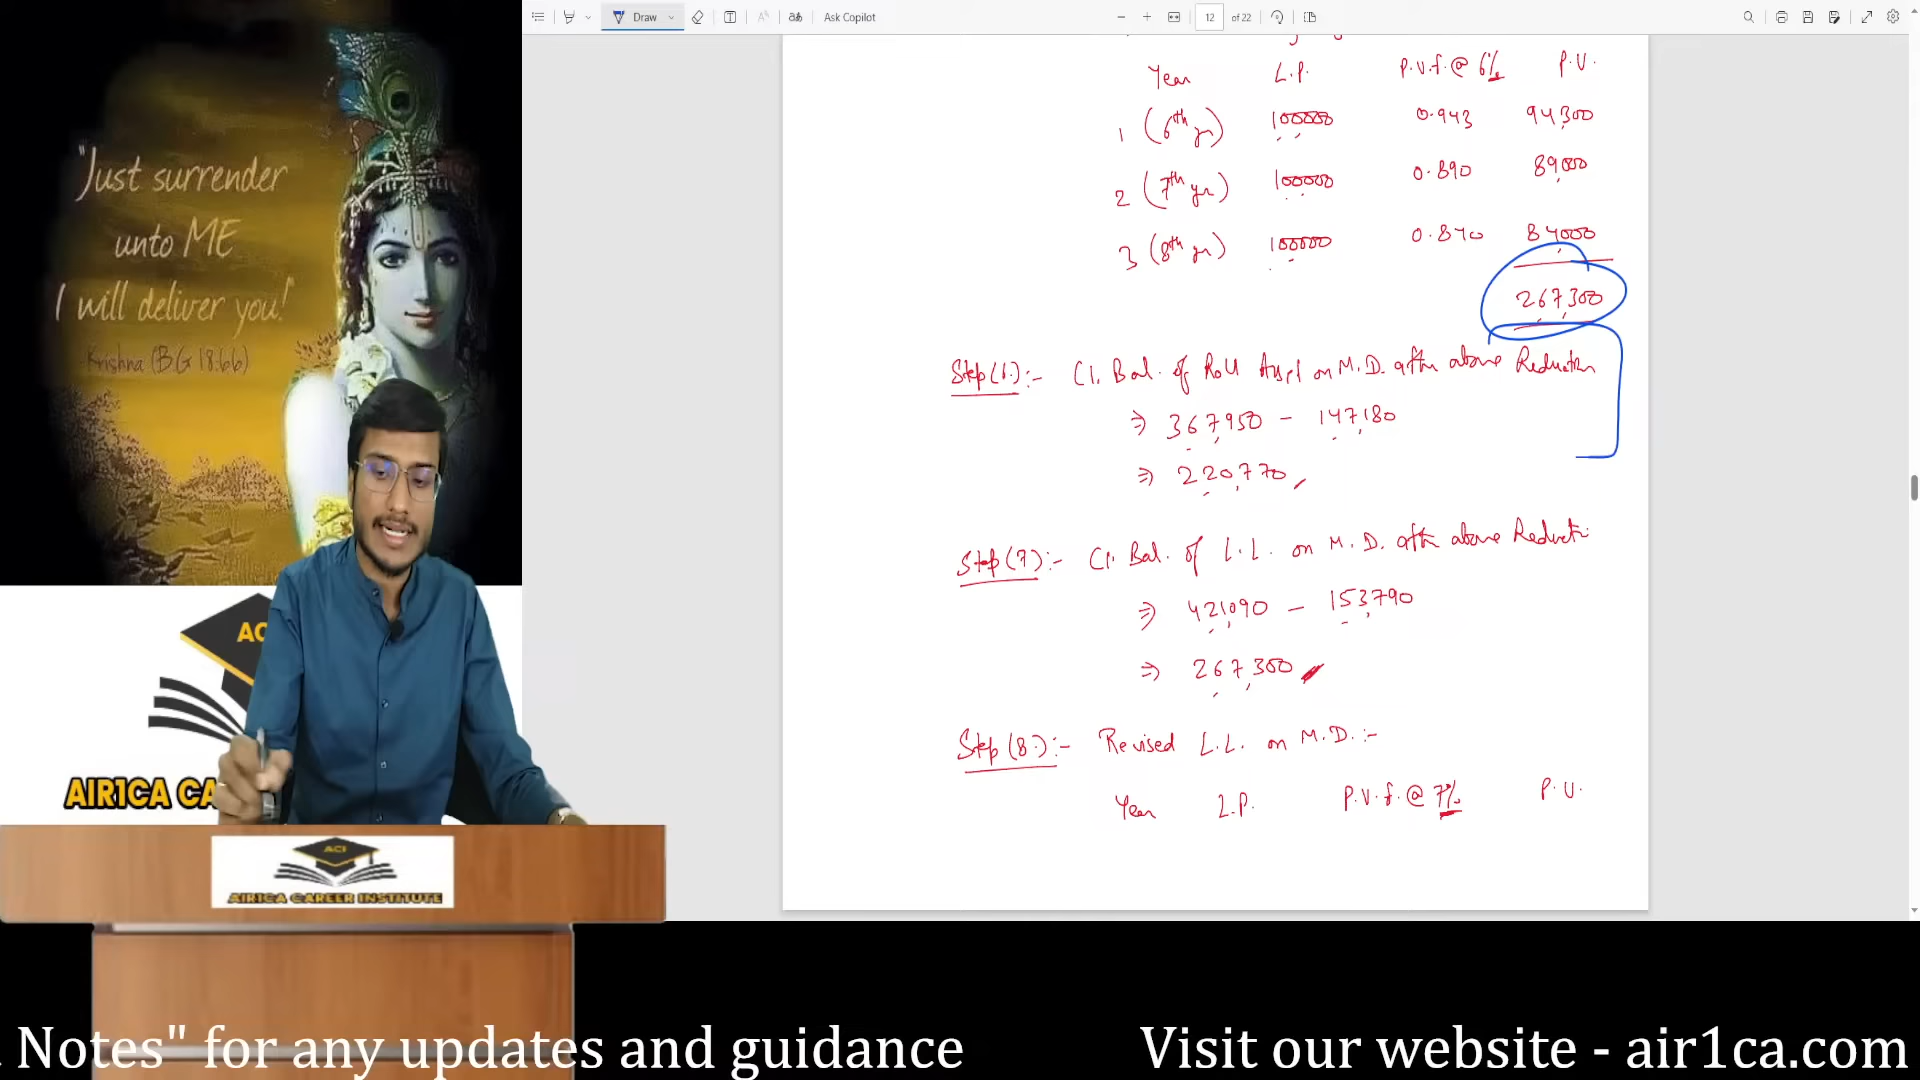 "Just surrender
unto ME
I will deliver you!"
Krishna (B.G 18.66)
ACI
AIR1CA CA
ACI
AIR1CA CAREER INSTITUTE
Draw
Ask Copilot
12 of 22
Year L.P. P.V.f.@ 6% P.V.
1 (6th yr) 100000 0.943 94,300
2 (7th yr) 100000 0.890 89,000
3 (8th yr) 100000 0.840 84000
267,300
Step (6.):- Cl. Bal. of RoU Asset on M.D. after above Reduction
⇒ 367,950 - 147,180
⇒ 220,770
Step (7):- Cl. Bal. of L.L. on M.D. after above Reducti
⇒ 421,090 - 153,790
⇒ 267,300
Step (8.):- Revised L.L. on M.D.:-
Year L.P. P.V.f.@ 7% P.V.
Notes" for any updates and guidance Visit our website - air1ca.com